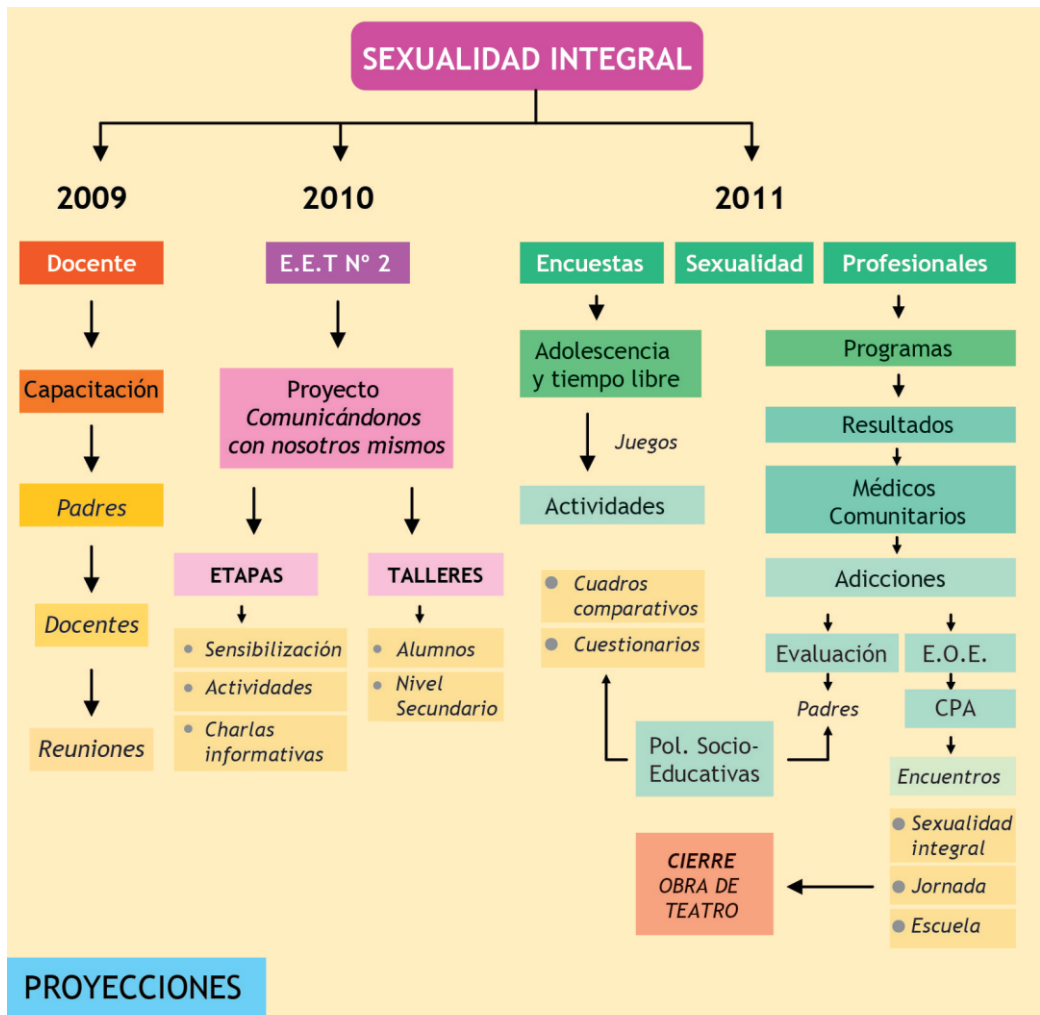 SEXUALIDAD INTEGRAL
2009
2010
2011
Docente
Capacitación
Padres
Docentes
Reuniones
E.E.T Nº 2
Proyecto
Comunicándonos
con nosotros mismos
ETAPAS
Sensibilización
Actividades
Charlas
informativas
TALLERES
Alumnos
Nivel
Secundario
Encuestas
Sexualidad
Profesionales
Adolescencia
y tiempo libre
Juegos
Actividades
Cuadros
comparativos
Cuestionarios
Pol. Socio-
Educativas
Programas
Resultados
Médicos
Comunitarios
Adicciones
Evaluación
Padres
E.O.E.
CPA
Encuentros
Sexualidad
integral
Jornada
Escuela
CIERRE
OBRA DE
TEATRO
PROYECCIONES